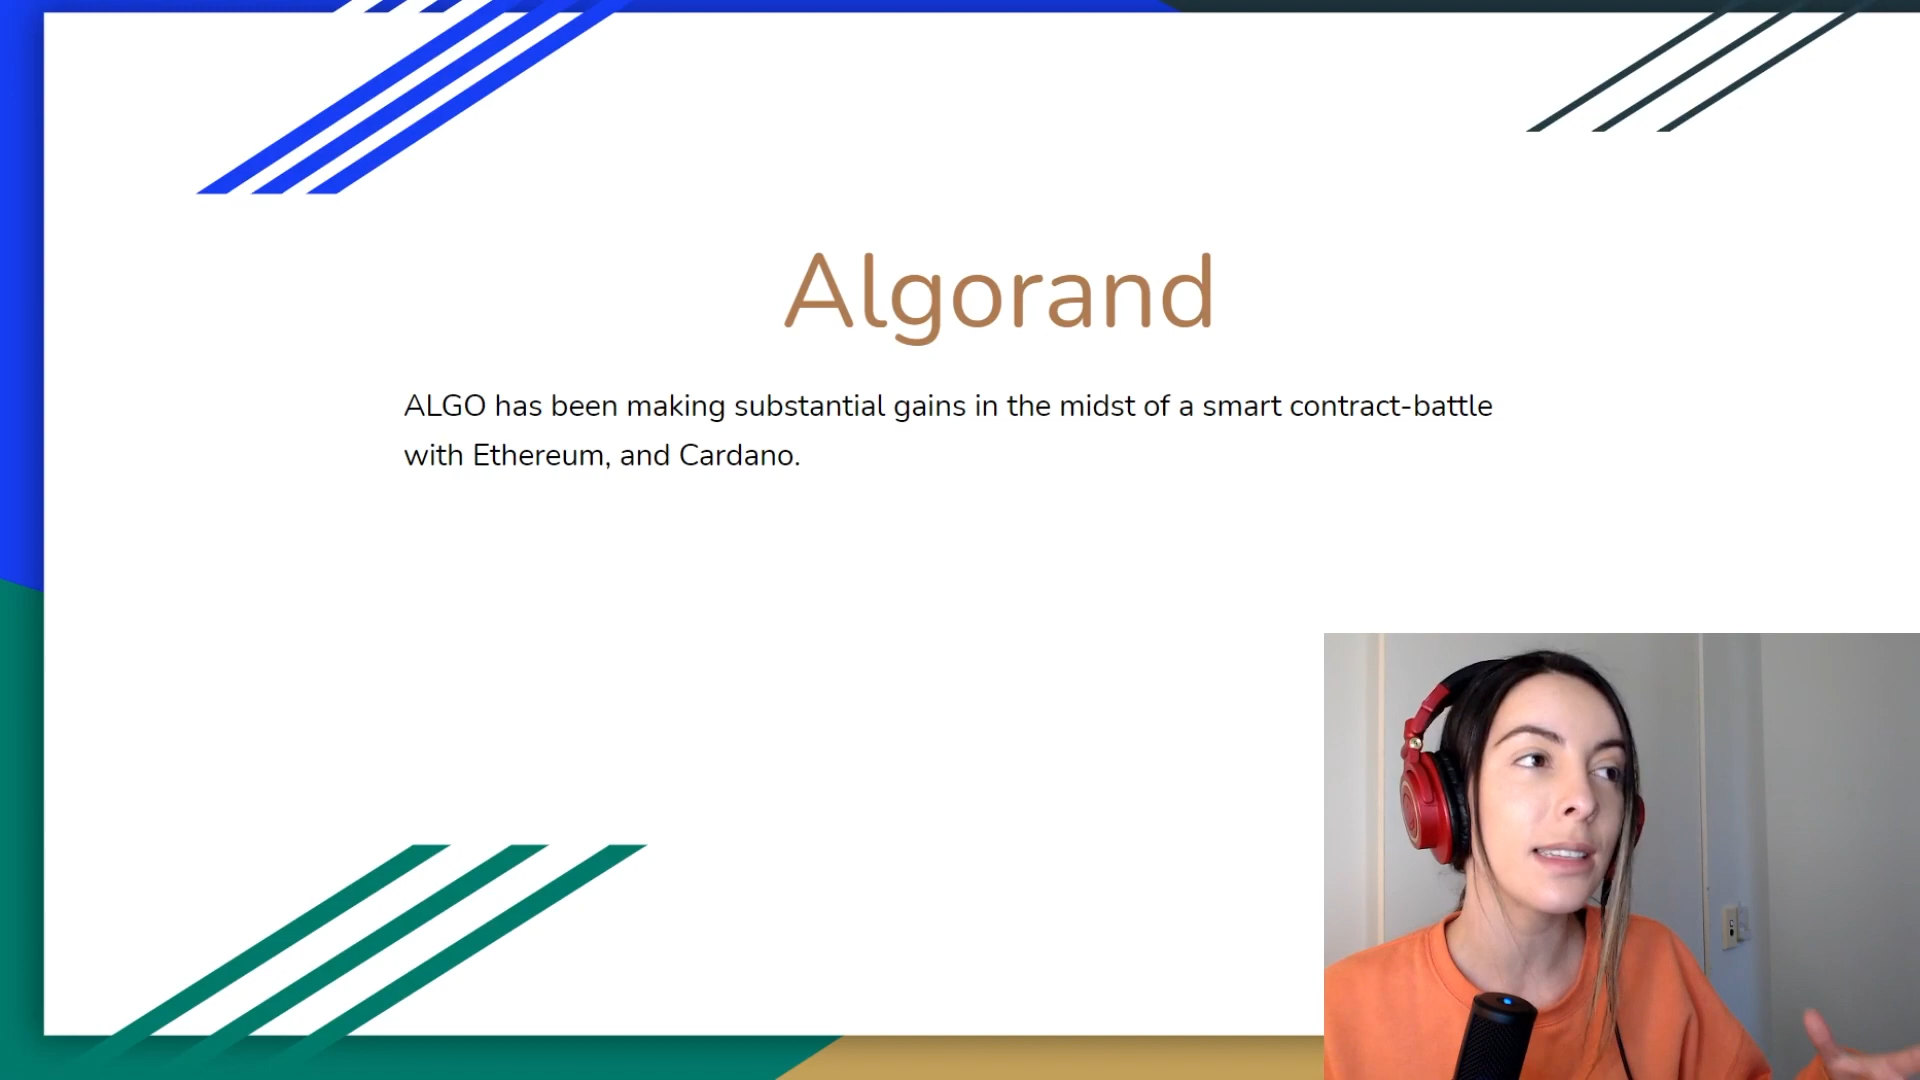 Algorand
ALGO has been making substantial gains in the midst of a smart contract-battle
with Ethereum, and Cardano.